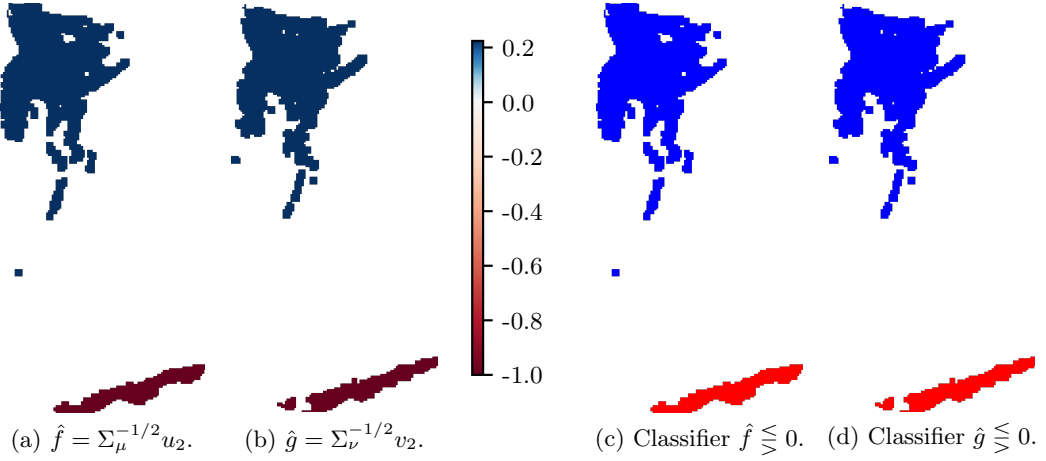 0.2
0.0
-0.2
-0.4
-0.6
-0.8
-1.0
(a) f̂ = Σ_μ^{-1/2} u_2.
(b) ĝ = Σ_ν^{-1/2} v_2.
(c) Classifier f̂ ⪋ 0.
(d) Classifier ĝ ⪋ 0.